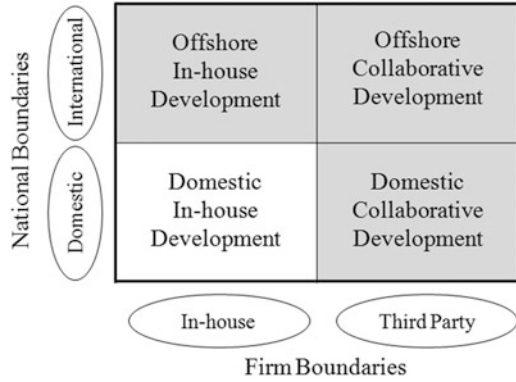 National Boundaries
International
Domestic
Offshore
In-house
Development
Offshore
Collaborative
Development
Domestic
In-house
Development
Domestic
Collaborative
Development
In-house
Third Party
Firm Boundaries